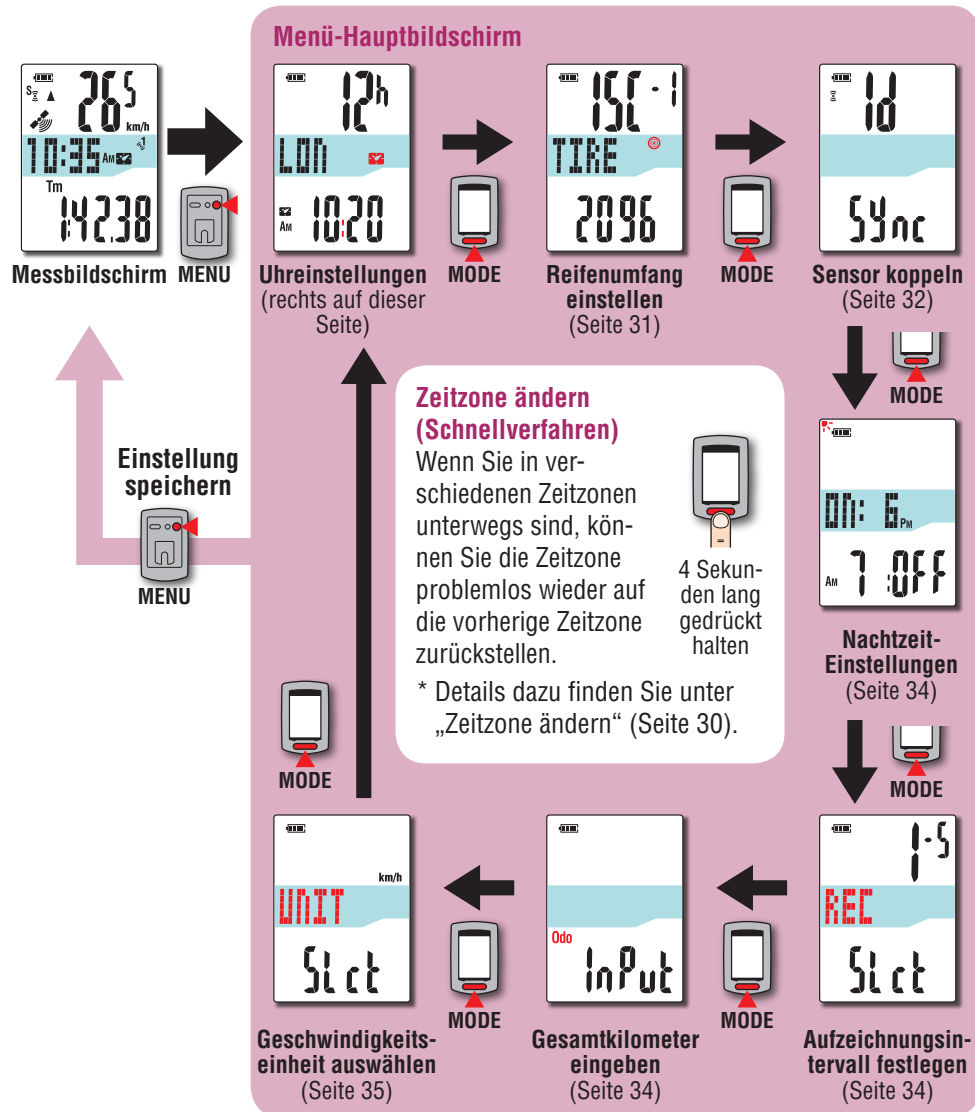 Menü-Hauptbildschirm
S
26⁵
km/h
10:35 AM 1
Tm
1:42.38
Messbildschirm
MENU
12h
LON
AM 10:20
Uhreinstellungen
(rechts auf dieser
Seite)
MODE
ISC-1
TIRE
2096
Reifenumfang
einstellen
(Seite 31)
MODE
Id
SYnc
Sensor koppeln
(Seite 32)
MODE
ON: 6 PM
AM 7 :OFF
Nachtzeit-
Einstellungen
(Seite 34)
MODE
Zeitzone ändern
(Schnellverfahren)
Wenn Sie in ver-
schiedenen Zeitzonen
unterwegs sind, kön-
nen Sie die Zeitzone
problemlos wieder auf
die vorherige Zeitzone
zurückstellen.
* Details dazu finden Sie unter
„Zeitzone ändern“ (Seite 30).
4 Sekun-
den lang
gedrückt
halten
Einstellung
speichern
MENU
MODE
1-S
REC
Slct
Aufzeichnungsin-
tervall festlegen
(Seite 34)
MODE
Odo
InPut
Gesamtkilometer
eingeben
(Seite 34)
MODE
km/h
UNIT
Slct
Geschwindigkeits-
einheit auswählen
(Seite 35)